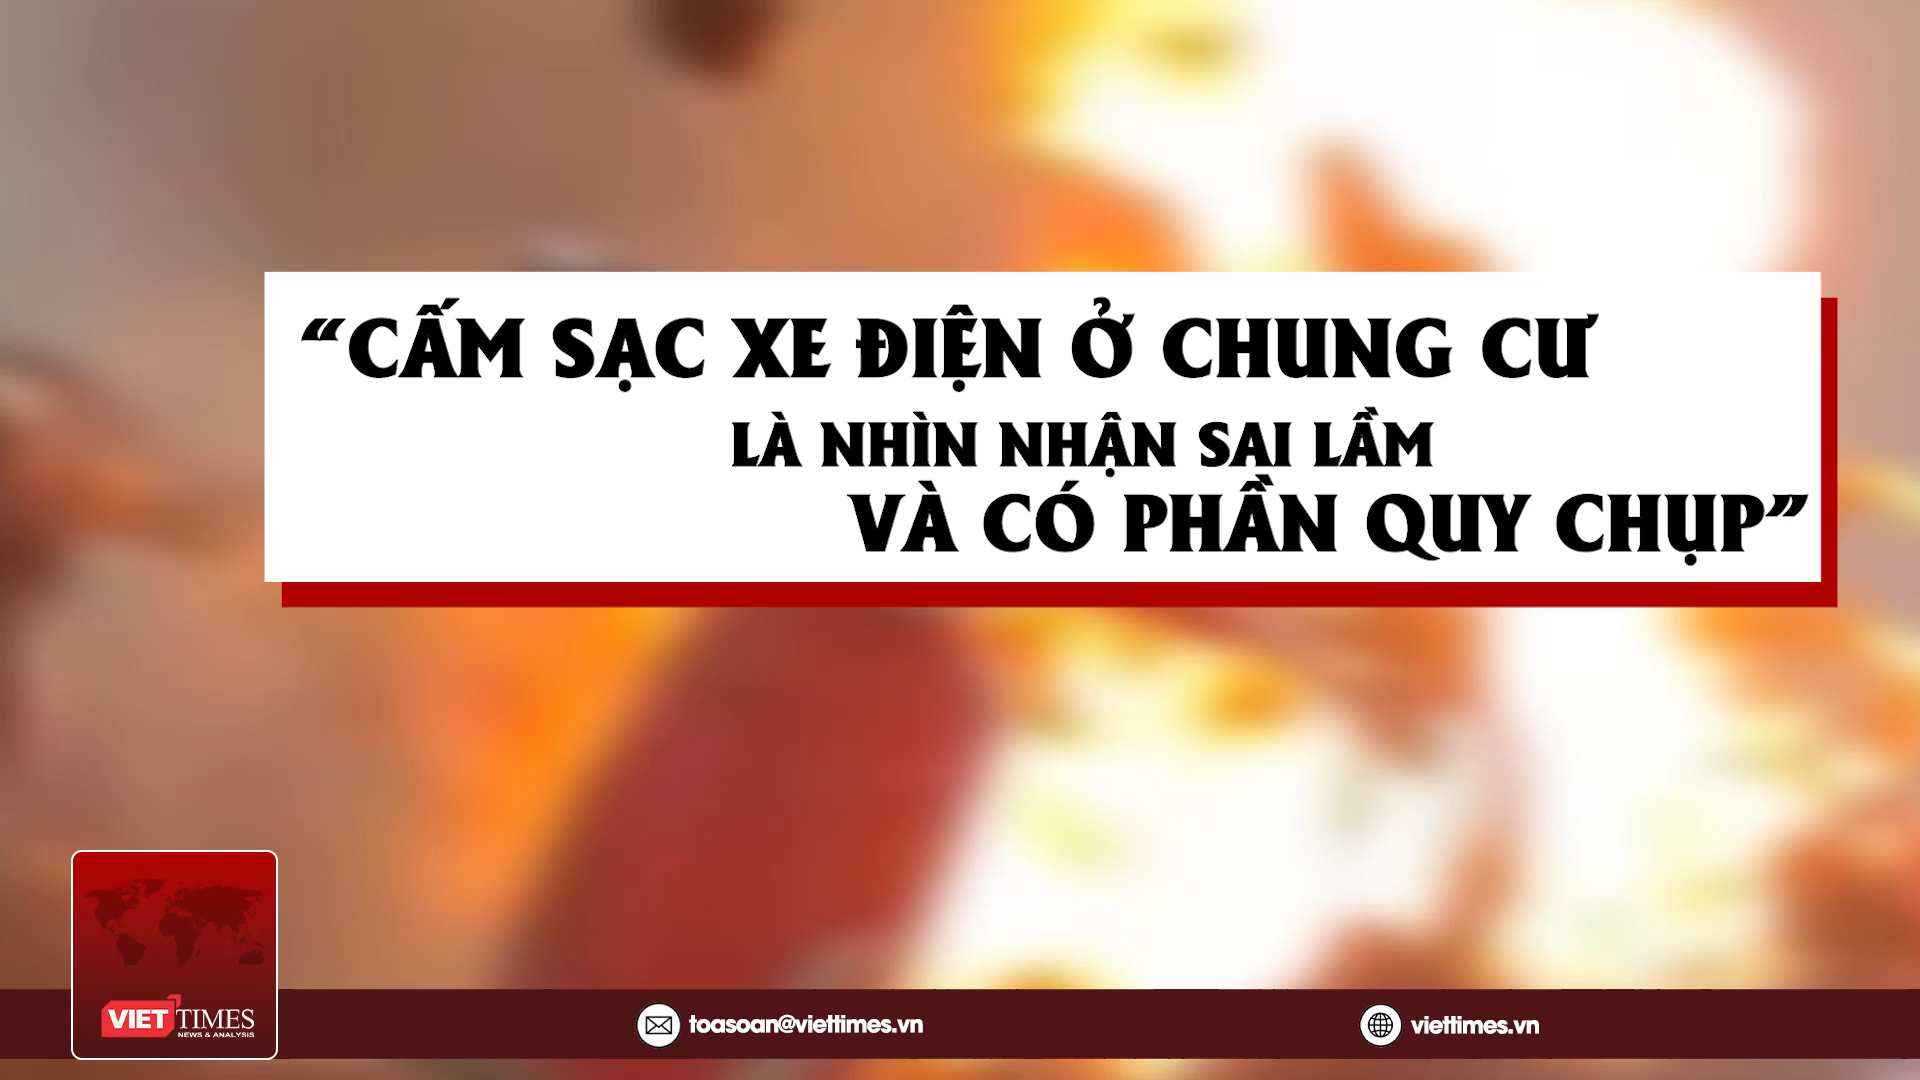 “CẤM SẠC XE ĐIỆN Ở CHUNG CƯ
LÀ NHÌN NHẬN SAI LẦM
VÀ CÓ PHẦN QUY CHỤP”
VIETTIMES
NEWS & ANALYSIS
toasoan@viettimes.vn
viettimes.vn